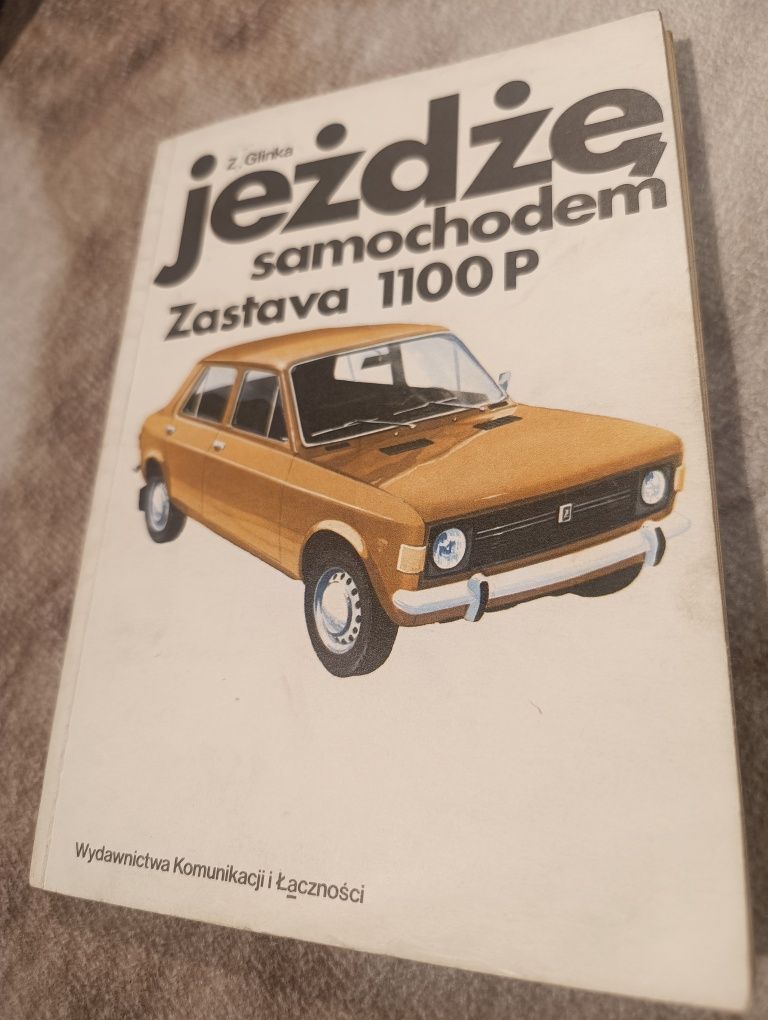 Z. Glinka
jeżdżę
samochodem
Zastava 1100 P
Wydawnictwa Komunikacji i Łączności